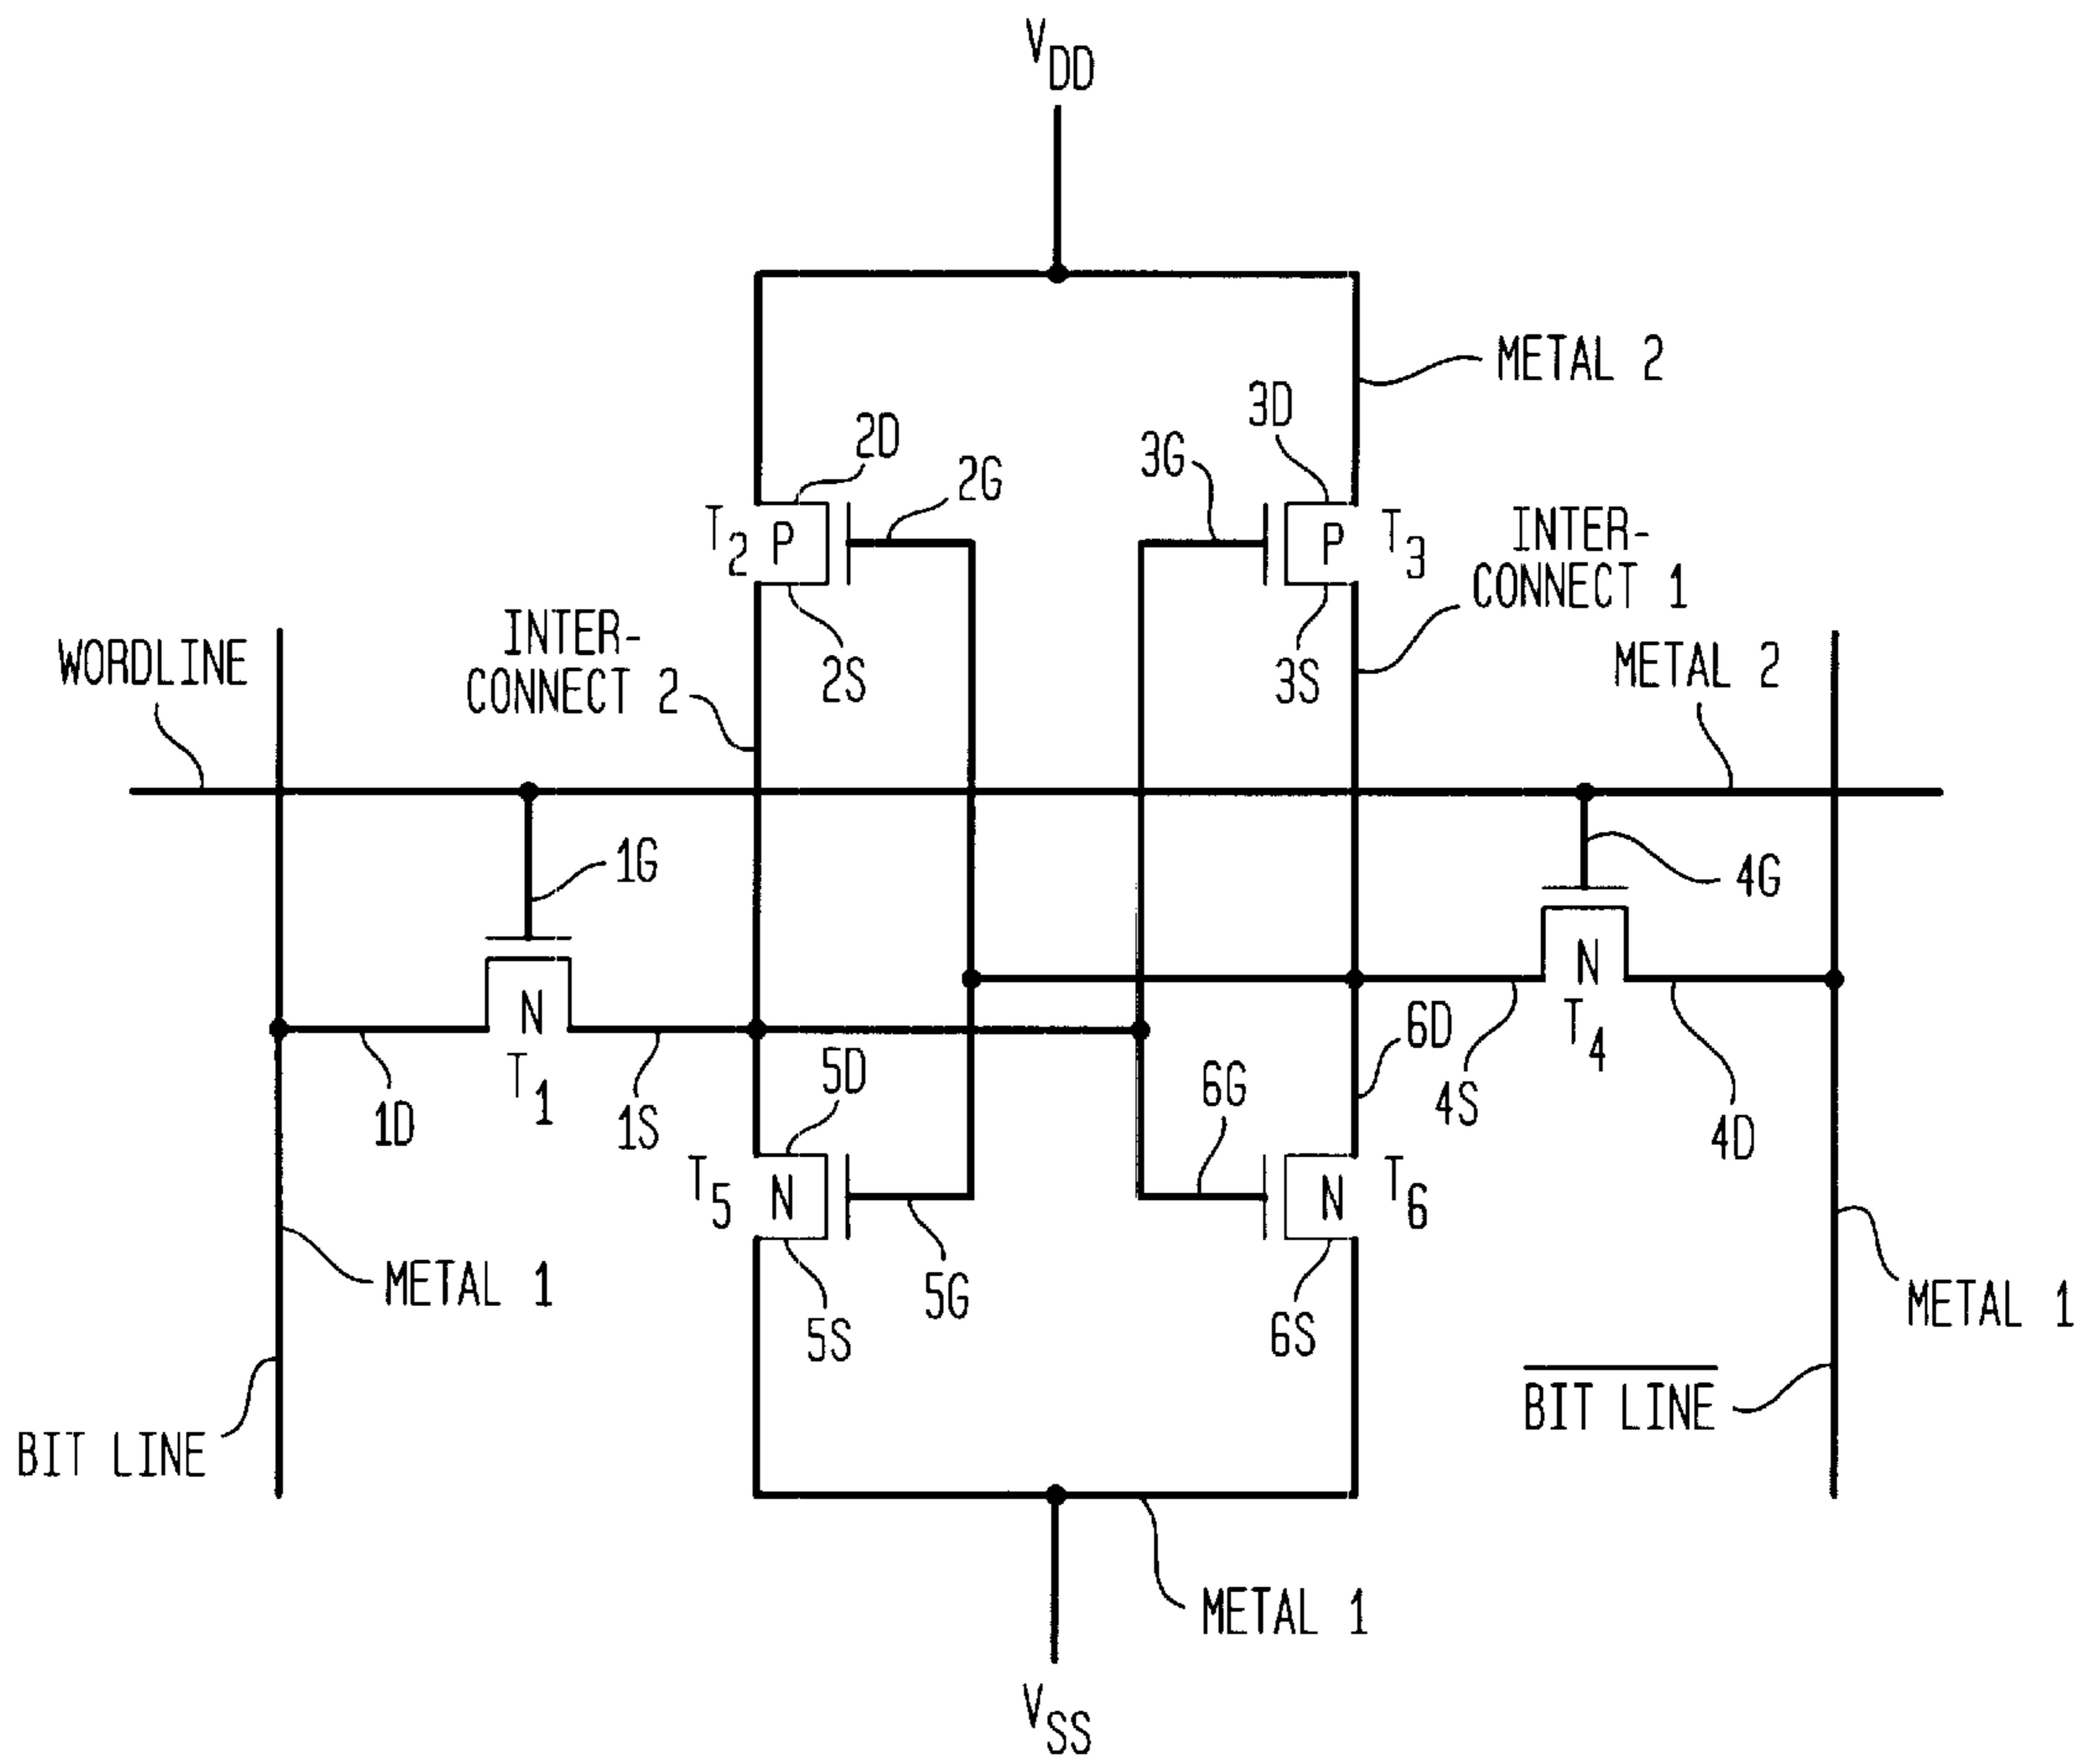 VDD
METAL 2
3D
2D
3G
2G
T2
P
P
T3
INTER-
CONNECT 1
INTER-
CONNECT 2
WORDLINE
2S
3S
METAL 2
1G
4G
N
T1
N
T4
1D
1S
5D
6D
6G
4S
4D
T5
N
N
T6
METAL 1
5G
5S
6S
METAL 1
BIT LINE
BIT LINE
METAL 1
VSS